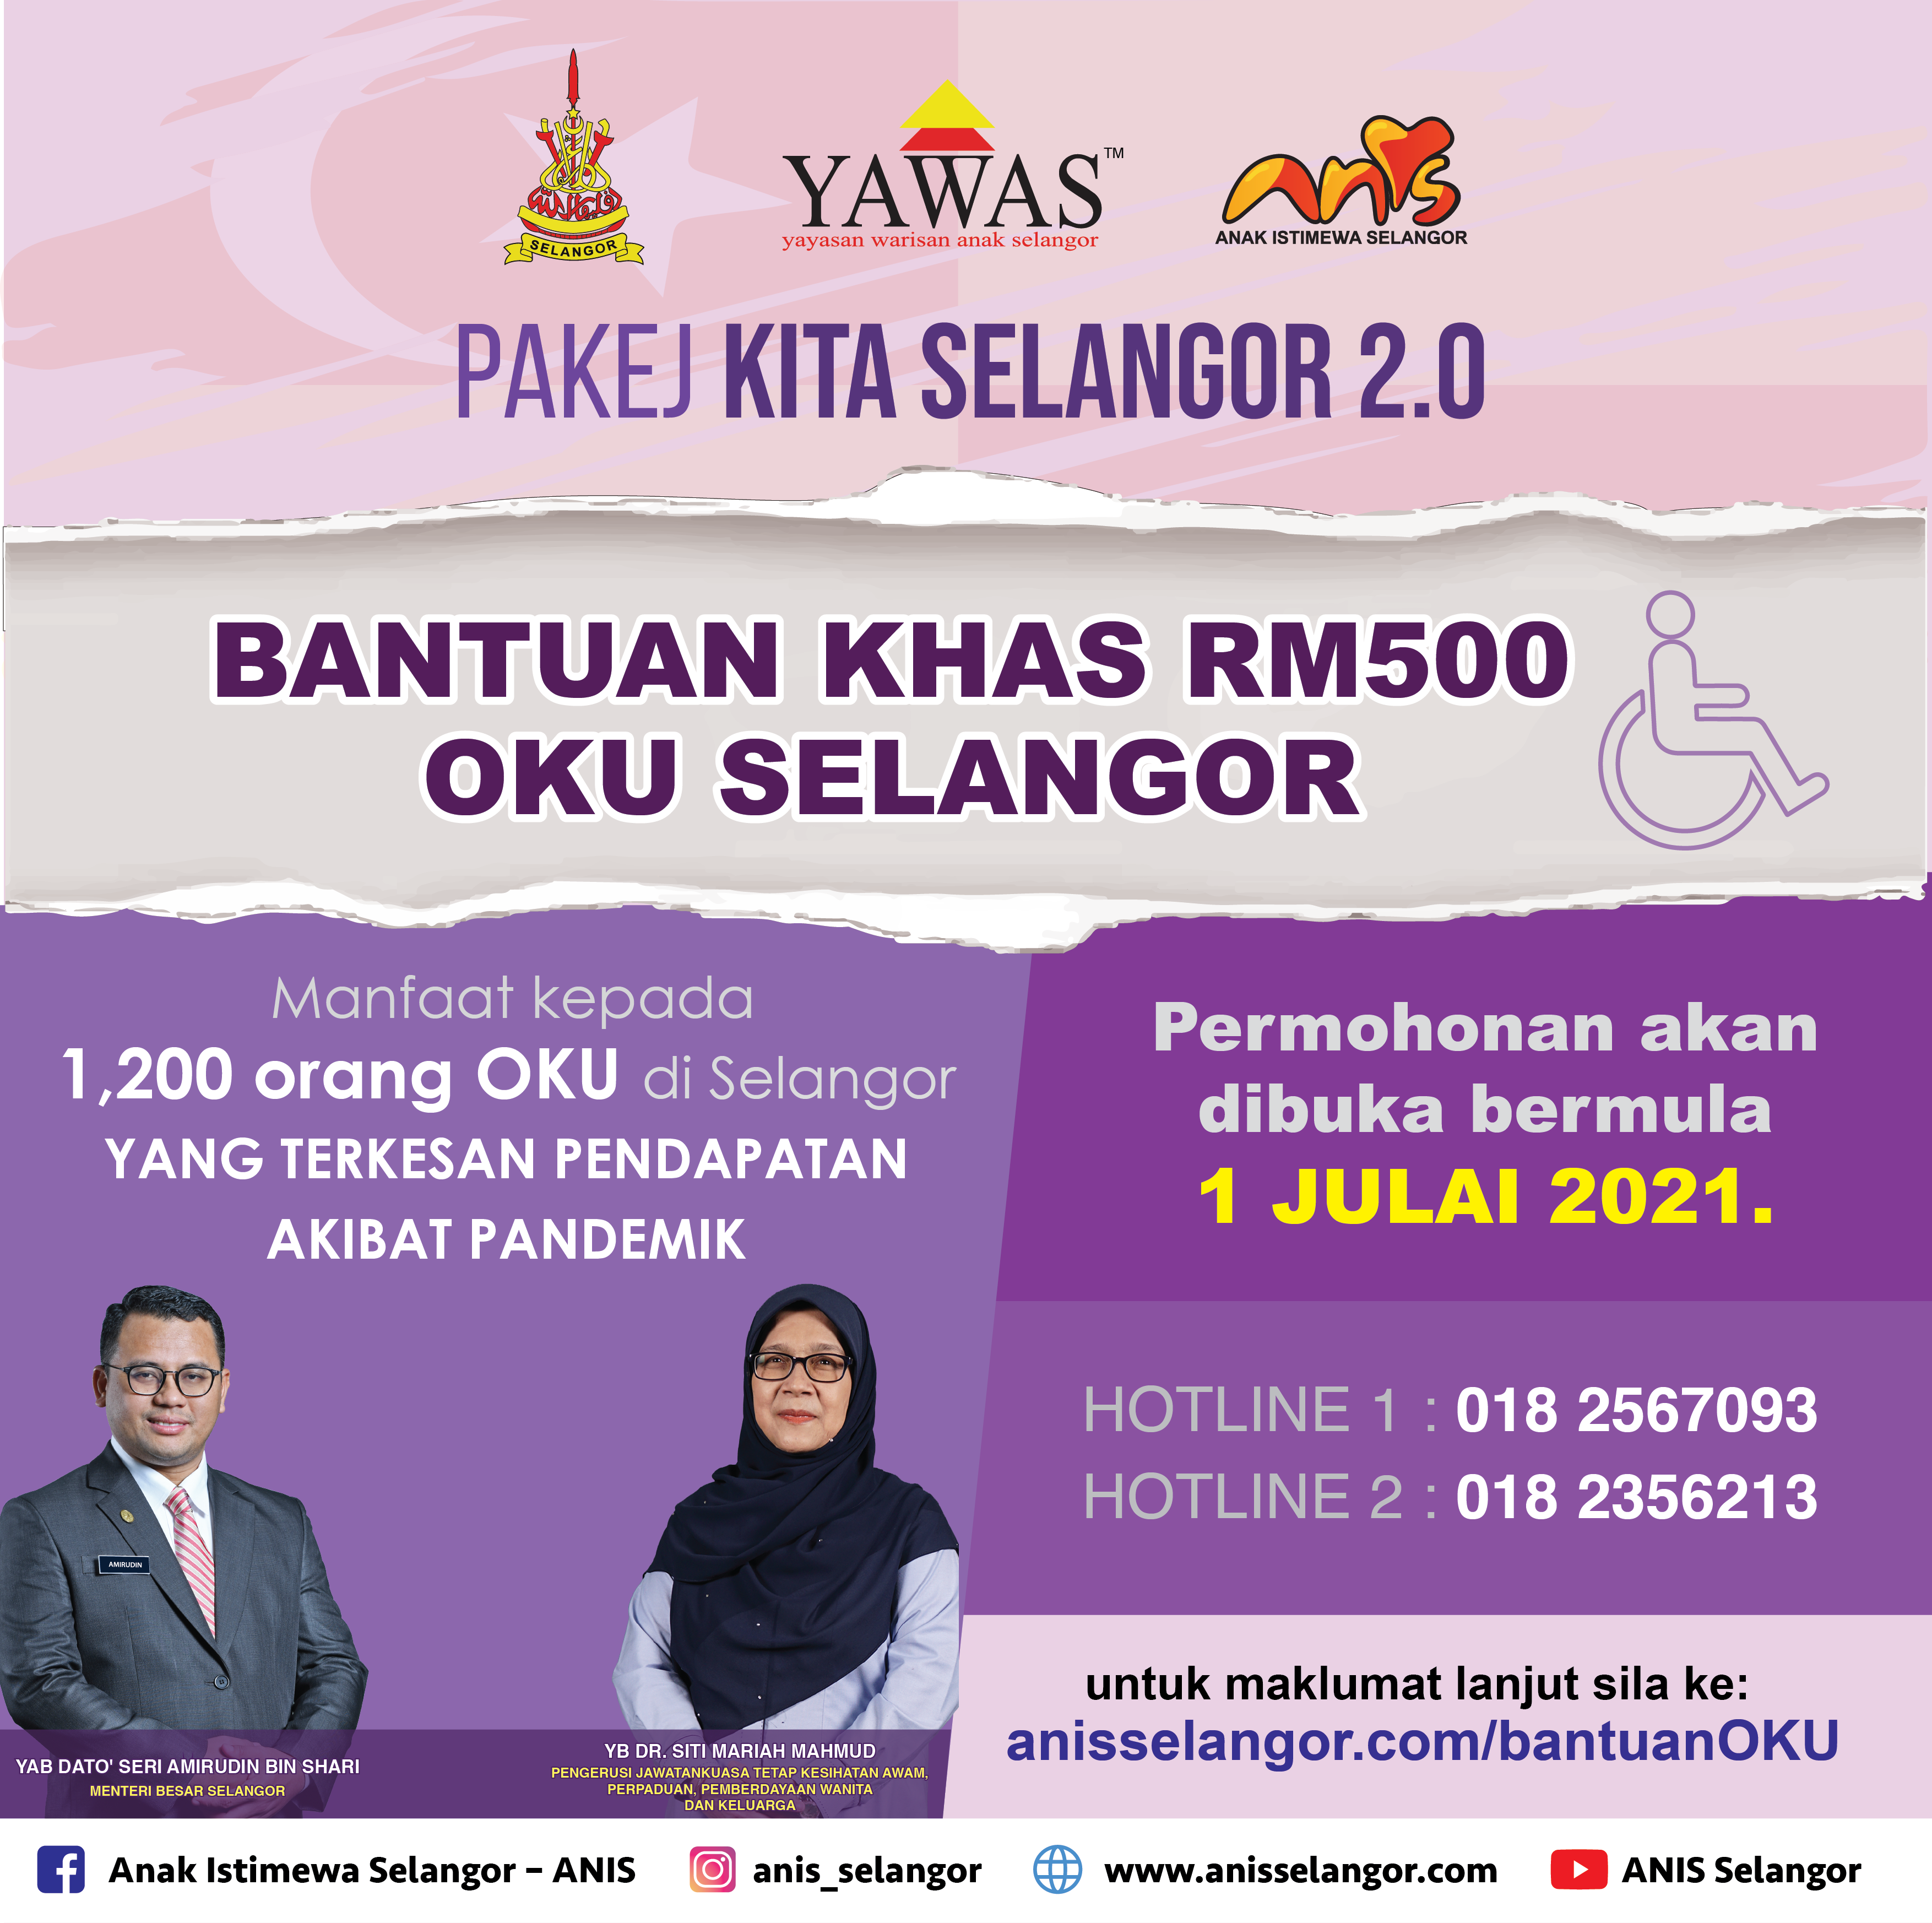 SELANGOR
YAWAS™
yayasan warisan anak selangor
anis
ANAK ISTIMEWA SELANGOR
PAKEJ KITA SELANGOR 2.0
BANTUAN KHAS RM500
OKU SELANGOR
Manfaat kepada
1,200 orang OKU di Selangor
YANG TERKESAN PENDAPATAN
AKIBAT PANDEMIK
Permohonan akan
dibuka bermula
1 JULAI 2021.
HOTLINE 1 : 018 2567093
HOTLINE 2 : 018 2356213
AMIRUDIN
YAB DATO' SERI AMIRUDIN BIN SHARI
MENTERI BESAR SELANGOR
YB DR. SITI MARIAH MAHMUD
PENGERUSI JAWATANKUASA TETAP KESIHATAN AWAM,
PERPADUAN, PEMBERDAYAAN WANITA
DAN KELUARGA
untuk maklumat lanjut sila ke:
anisselangor.com/bantuanOKU
Anak Istimewa Selangor – ANIS
anis_selangor
www.anisselangor.com
ANIS Selangor